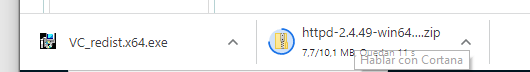 VC_redist.x64.exe
httpd-2.4.49-win64....zip
7,7/10,1 MB, Quedan 11 s
Hablar con Cortana